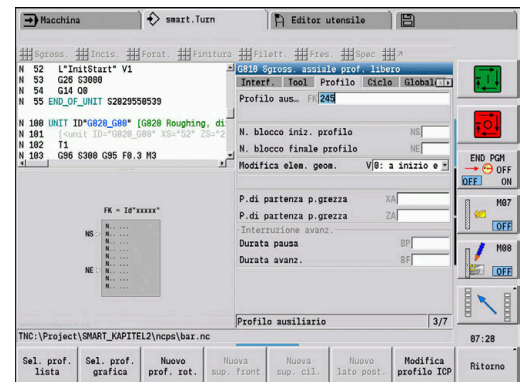 Macchina
smart.Turn
Editor utensile
Sgross. Incis. Forat. Finitura Filett. Fres. Spec
N 52 L"InitStart" V1
N 53 G26 S3000
N 54 G14 Q0
N 55 END_OF_UNIT S2829550539
N 100 UNIT ID"G820_G80" [G820 Roughing, di
N 101 [<unit ID="G820_G80" XS="52" ZS="2
N 102 T1
N 103 G96 S300 G95 F0.3 M3
G810 Sgross. assiale prof. libero
Interf. Tool Profilo Ciclo Global
Profilo aus… FK 245
N. blocco iniz. profilo NS
N. blocco finale profilo NE
Modifica elem. geom. V 0: a inizio e
P.di partenza p.grezza XA
P.di partenza p.grezza ZA
Interruzione avanz.
Durata pausa BP
Durata avanz. BF
Profilo ausiliario 3/7
FK = Id"xxxxx"
NS
NE
N.. ...
N.. ...
N.. ...
N.. ...
N.. ...
N.. ...
N.. ...
TNC:\Project\SMART_KAPITEL2\ncps\bar.nc
END PGM
OFF
OFF ON
M07
OFF
M08
OFF
07:28
Sel. prof. lista
Sel. prof. grafica
Nuovo prof. rot.
Nuova sup. front
Nuova sup. cil.
Nuovo lato post.
Modifica profilo ICP
Ritorno